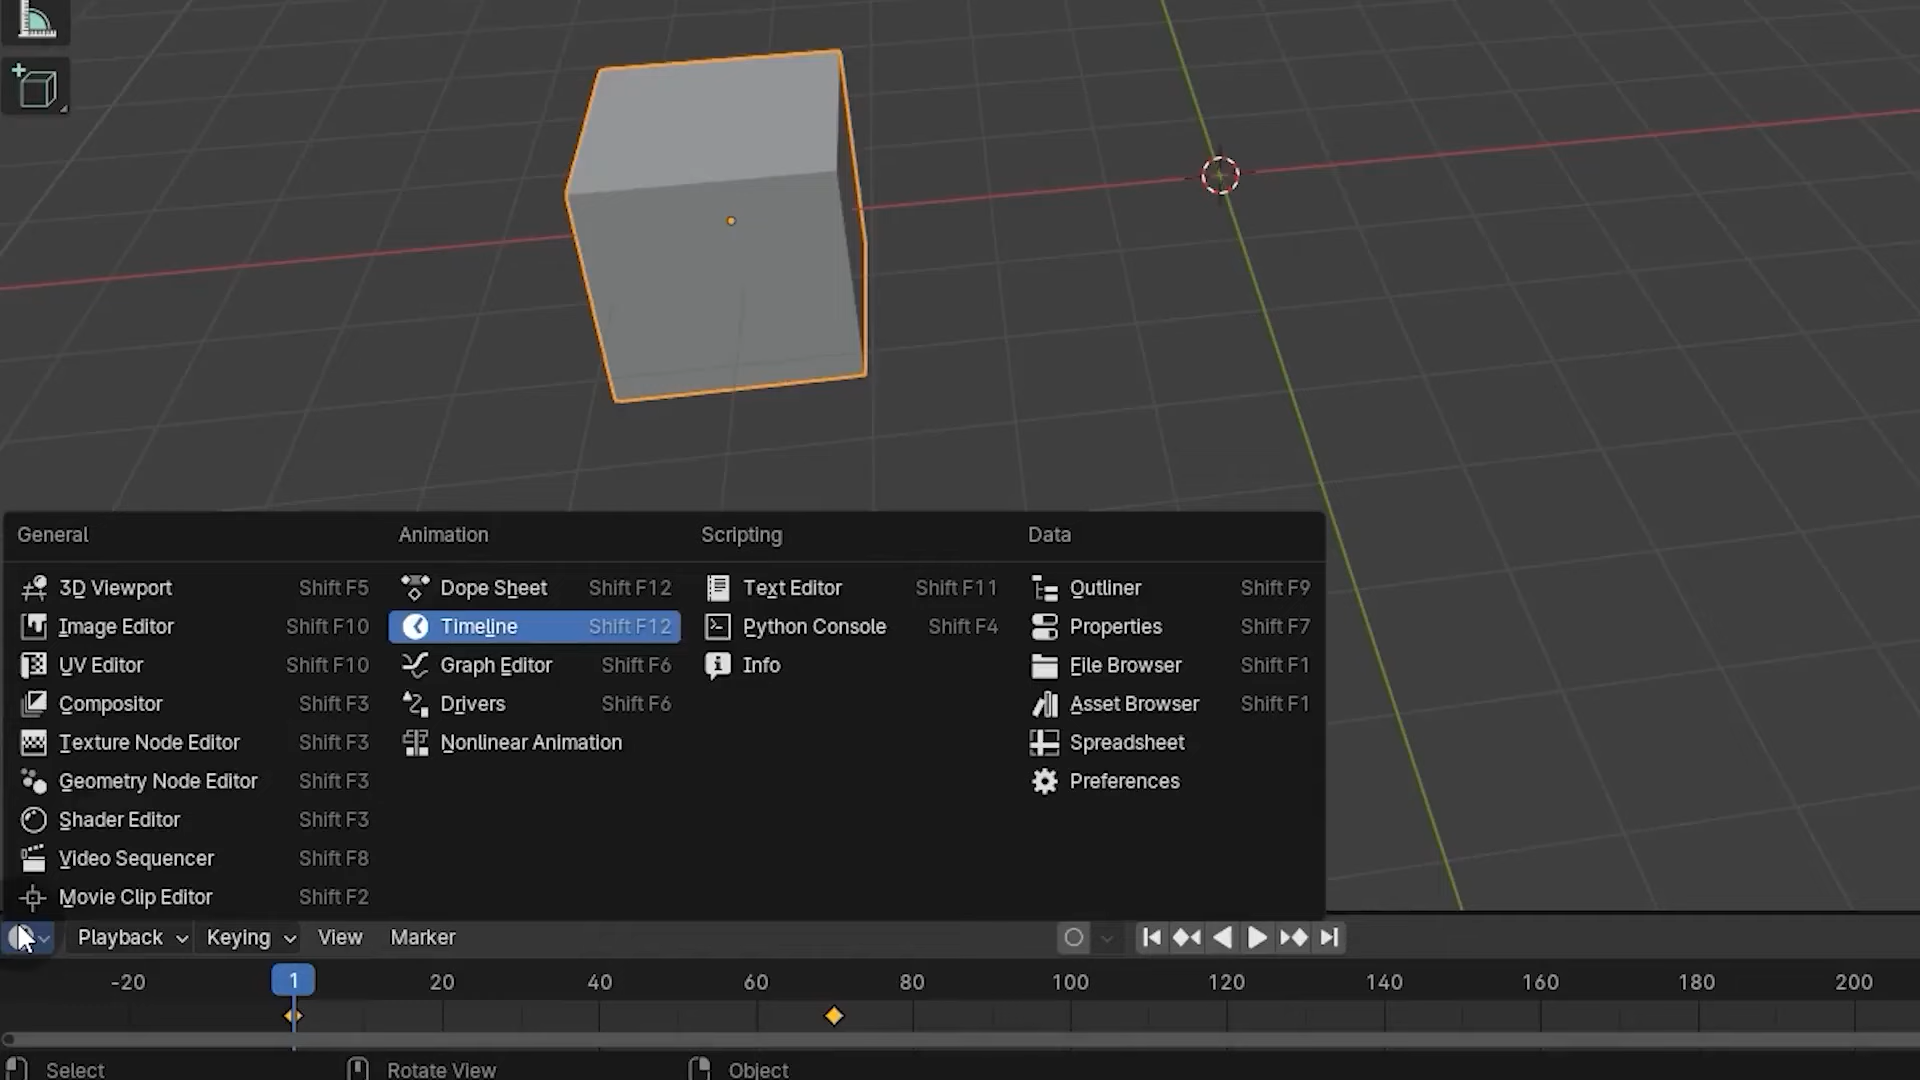 General
3D Viewport Shift F5
Image Editor Shift F10
UV Editor Shift F10
Compositor Shift F3
Texture Node Editor Shift F3
Geometry Node Editor Shift F3
Shader Editor Shift F3
Video Sequencer Shift F8
Movie Clip Editor Shift F2
Animation
Dope Sheet Shift F12
Timeline Shift F12
Graph Editor Shift F6
Drivers Shift F6
Nonlinear Animation
Scripting
Text Editor Shift F11
Python Console Shift F4
Info
Data
Outliner Shift F9
Properties Shift F7
File Browser Shift F1
Asset Browser Shift F1
Spreadsheet
Preferences
Playback Keying View Marker
-20 1 20 40 60 80 100 120 140 160 180 200
Select Rotate View Object